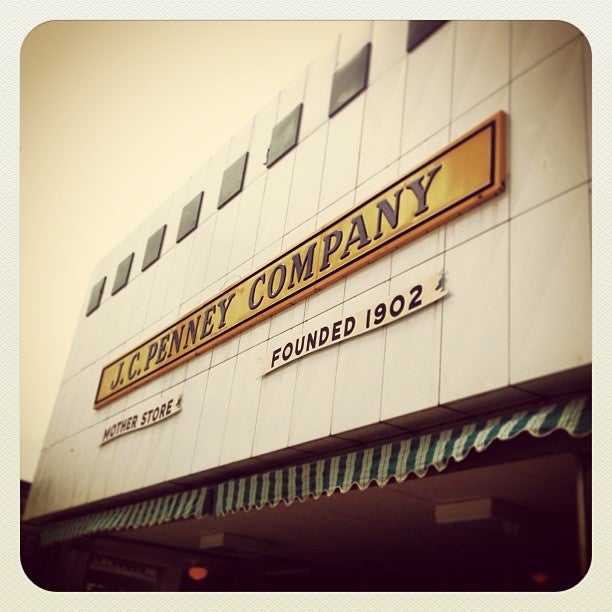 J.C. PENNEY COMPANY
MOTHER STORE
FOUNDED 1902